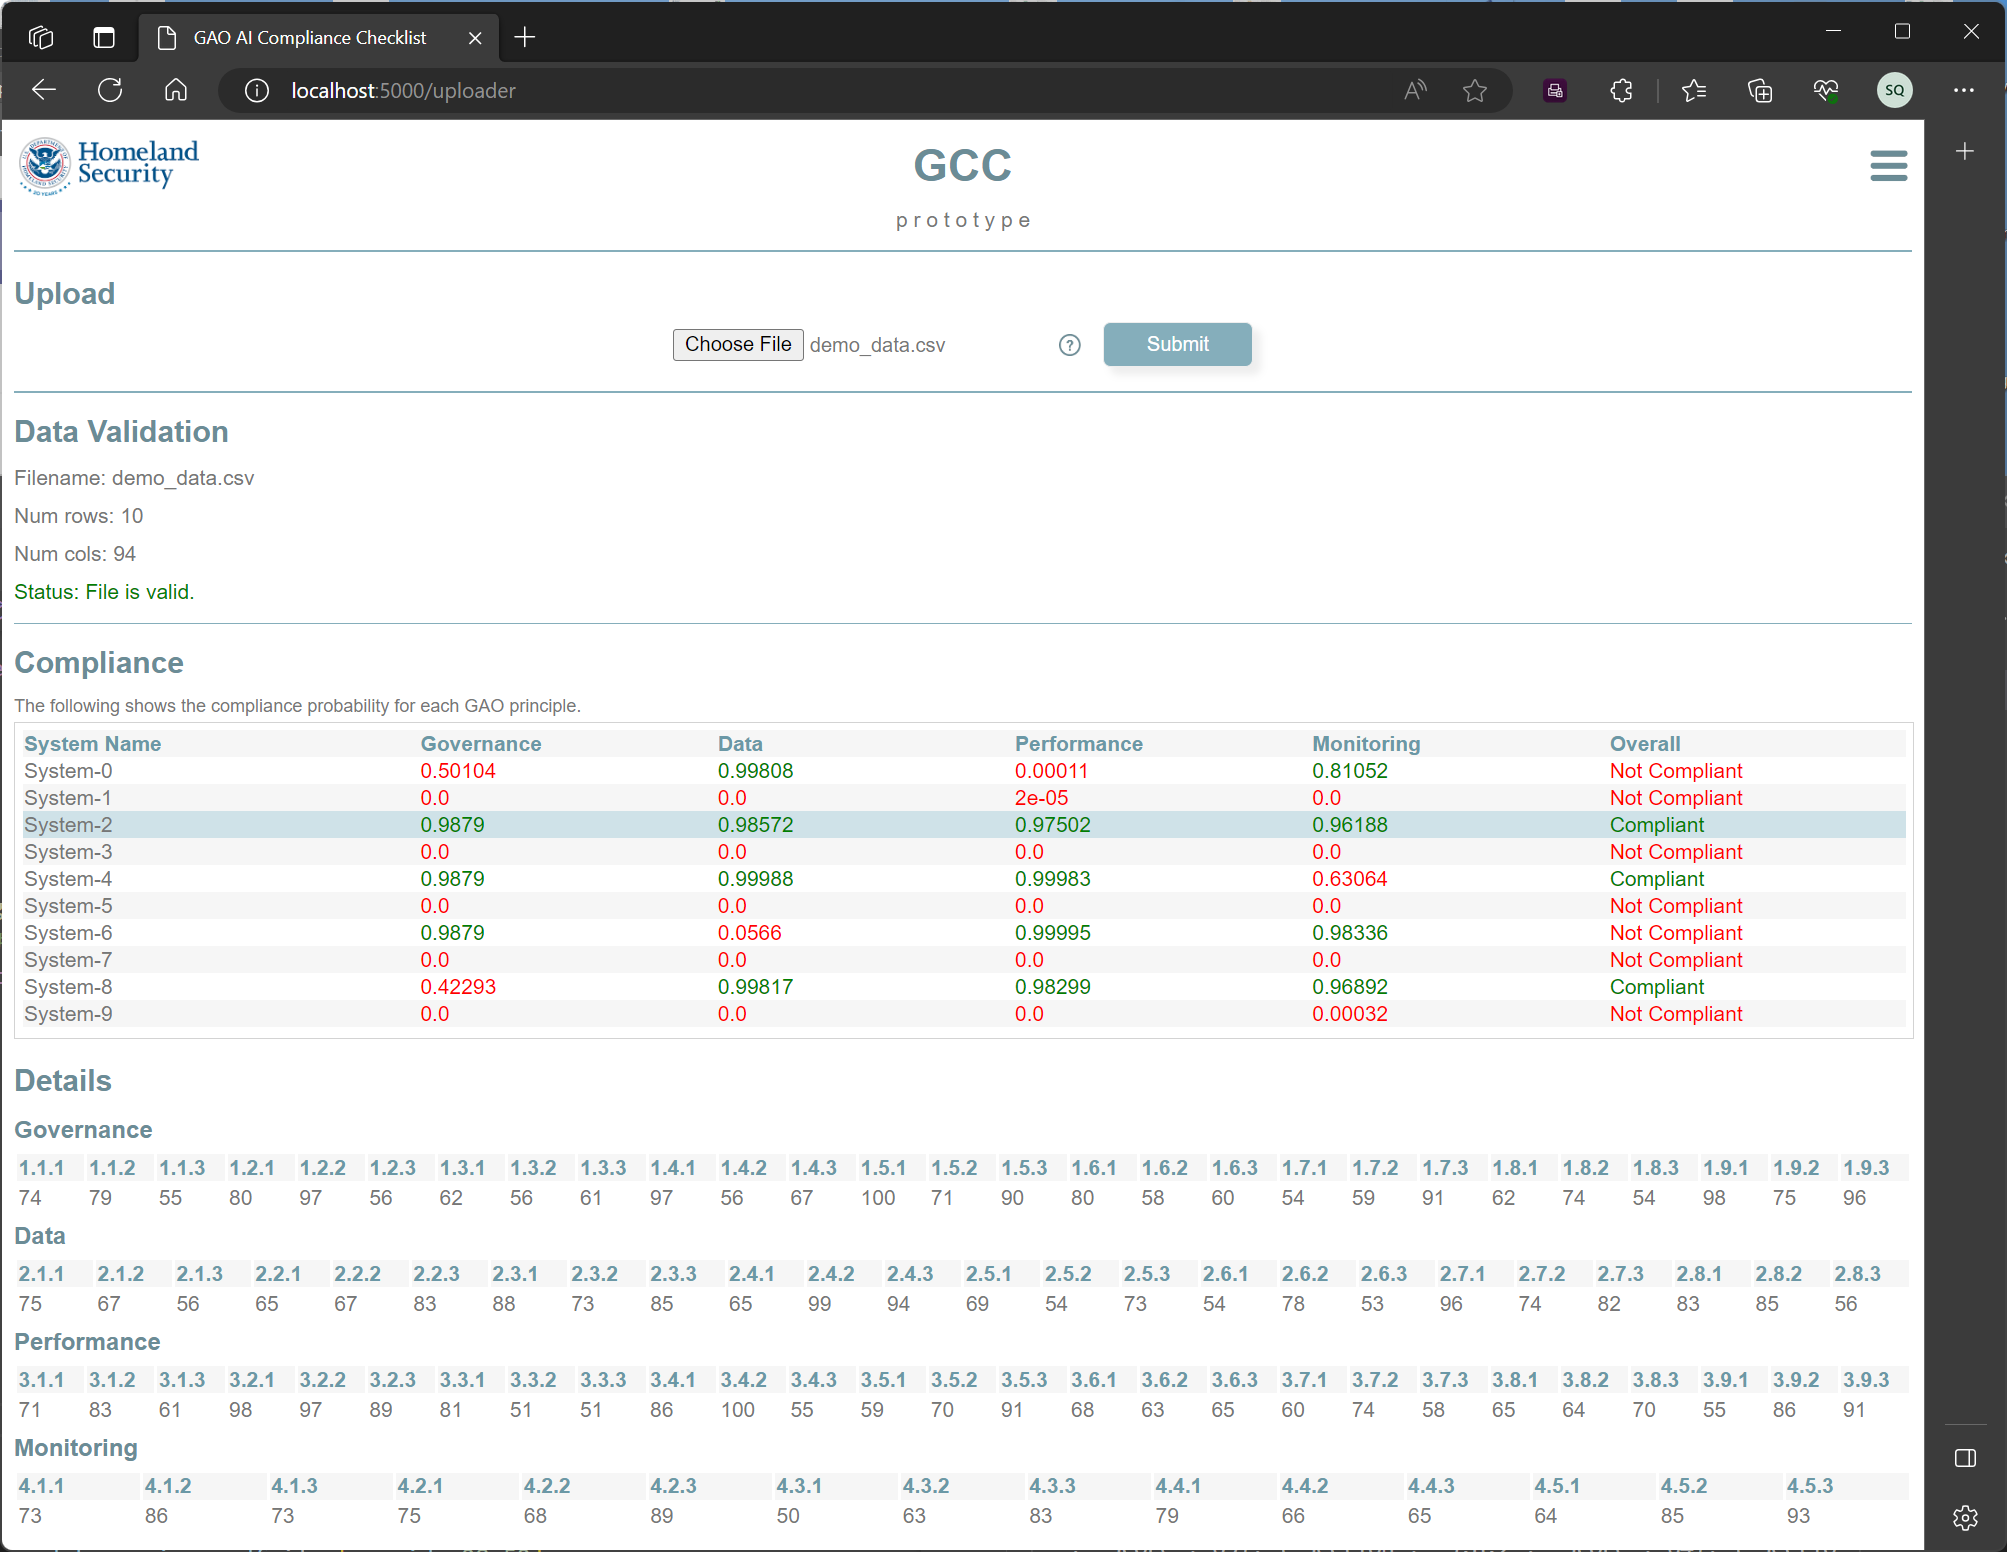 GAO AI Compliance Checklist
localhost:5000/uploader
SQ
Homeland
Security
GCC
prototype
Upload
Choose File demo_data.csv ? Submit
Data Validation
Filename: demo_data.csv
Num rows: 10
Num cols: 94
Status: File is valid.
Compliance
The following shows the compliance probability for each GAO principle.
System Name Governance Data Performance Monitoring Overall
System-0 0.50104 0.99808 0.00011 0.81052 Not Compliant
System-1 0.0 0.0 2e-05 0.0 Not Compliant
System-2 0.9879 0.98572 0.97502 0.96188 Compliant
System-3 0.0 0.0 0.0 0.0 Not Compliant
System-4 0.9879 0.99988 0.99983 0.63064 Compliant
System-5 0.0 0.0 0.0 0.0 Not Compliant
System-6 0.9879 0.0566 0.99995 0.98336 Not Compliant
System-7 0.0 0.0 0.0 0.0 Not Compliant
System-8 0.42293 0.99817 0.98299 0.96892 Compliant
System-9 0.0 0.0 0.0 0.00032 Not Compliant
Details
Governance
1.1.1 1.1.2 1.1.3 1.2.1 1.2.2 1.2.3 1.3.1 1.3.2 1.3.3 1.4.1 1.4.2 1.4.3 1.5.1 1.5.2 1.5.3 1.6.1 1.6.2 1.6.3 1.7.1 1.7.2 1.7.3 1.8.1 1.8.2 1.8.3 1.9.1 1.9.2 1.9.3
74 79 55 80 97 56 62 56 61 97 56 67 100 71 90 80 58 60 54 59 91 62 74 54 98 75 96
Data
2.1.1 2.1.2 2.1.3 2.2.1 2.2.2 2.2.3 2.3.1 2.3.2 2.3.3 2.4.1 2.4.2 2.4.3 2.5.1 2.5.2 2.5.3 2.6.1 2.6.2 2.6.3 2.7.1 2.7.2 2.7.3 2.8.1 2.8.2 2.8.3
75 67 56 65 67 83 88 73 85 65 99 94 69 54 73 54 78 53 96 74 82 83 85 56
Performance
3.1.1 3.1.2 3.1.3 3.2.1 3.2.2 3.2.3 3.3.1 3.3.2 3.3.3 3.4.1 3.4.2 3.4.3 3.5.1 3.5.2 3.5.3 3.6.1 3.6.2 3.6.3 3.7.1 3.7.2 3.7.3 3.8.1 3.8.2 3.8.3 3.9.1 3.9.2 3.9.3
71 83 61 98 97 89 81 51 51 86 100 55 59 70 91 68 63 65 60 74 58 65 64 70 55 86 91
Monitoring
4.1.1 4.1.2 4.1.3 4.2.1 4.2.2 4.2.3 4.3.1 4.3.2 4.3.3 4.4.1 4.4.2 4.4.3 4.5.1 4.5.2 4.5.3
73 86 73 75 68 89 50 63 83 79 66 65 64 85 93